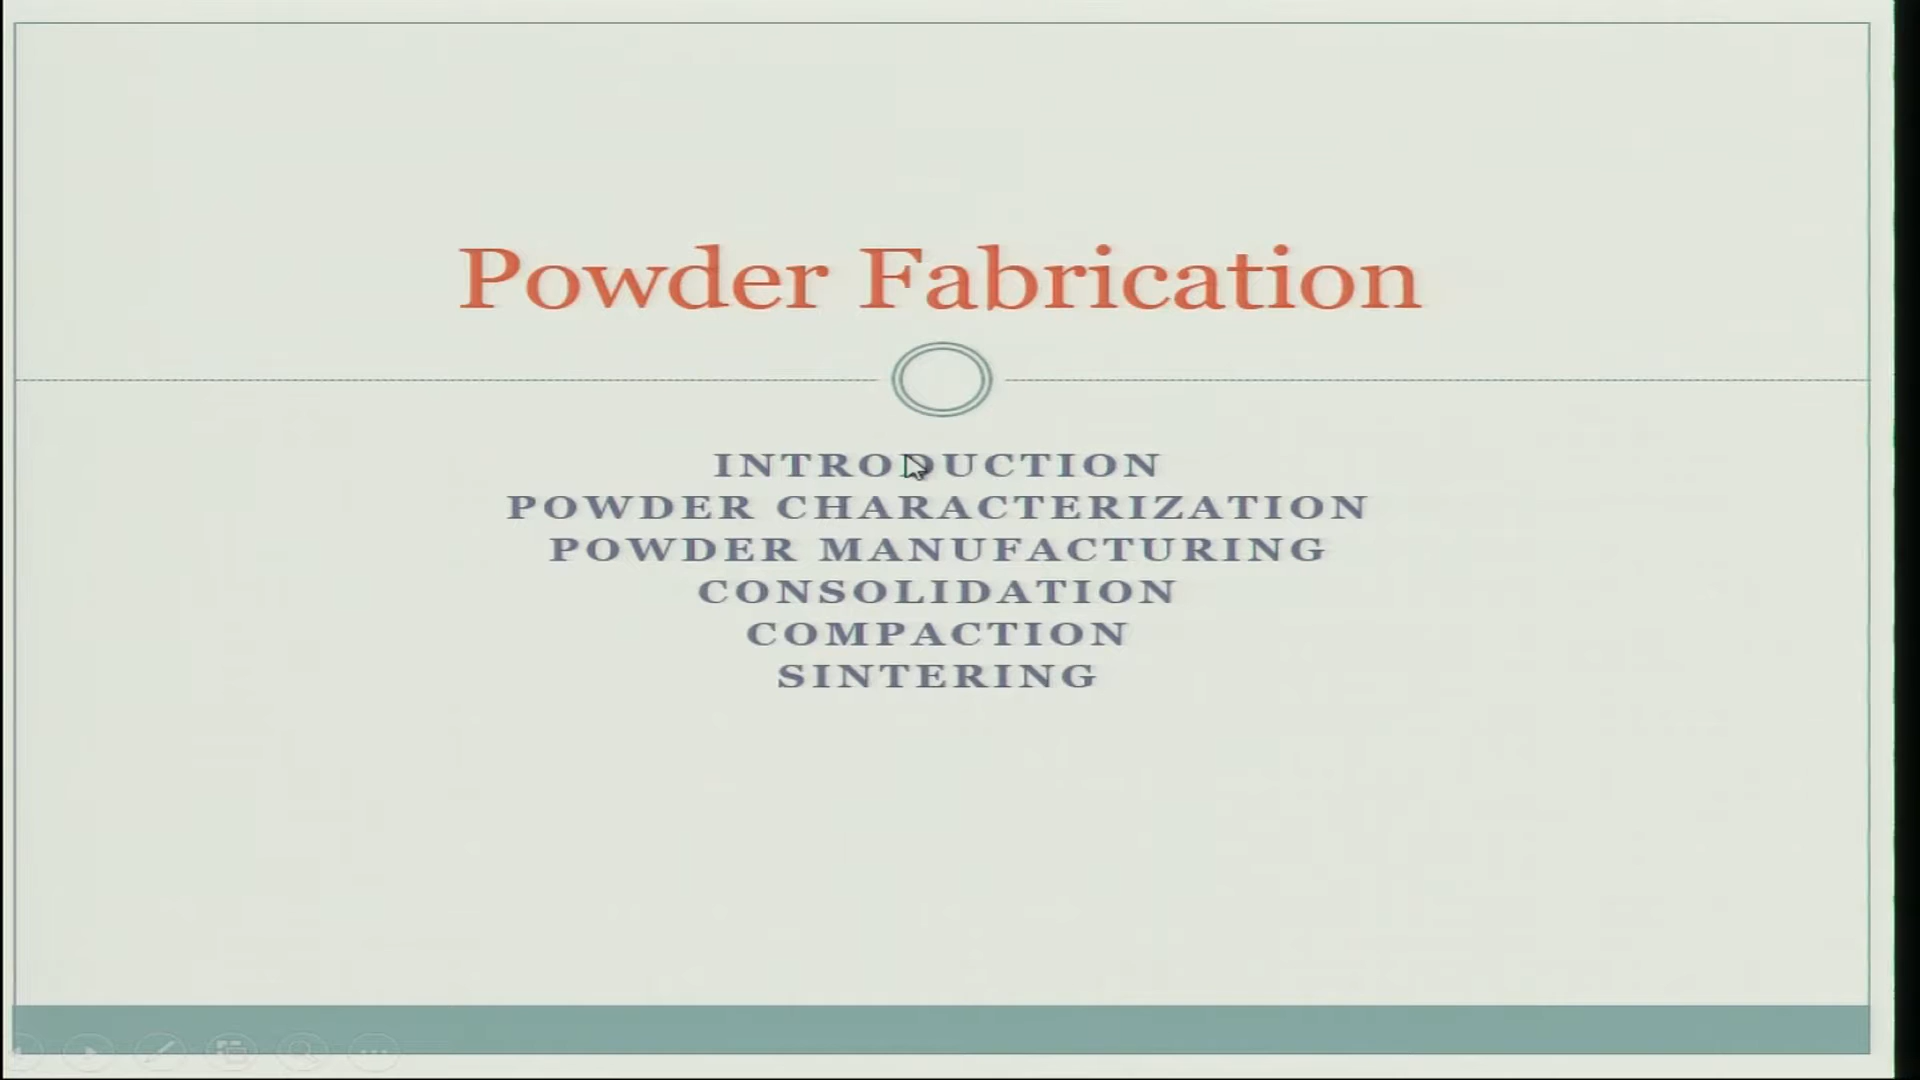 Powder Fabrication
INTRODUCTION
POWDER CHARACTERIZATION
POWDER MANUFACTURING
CONSOLIDATION
COMPACTION
SINTERING